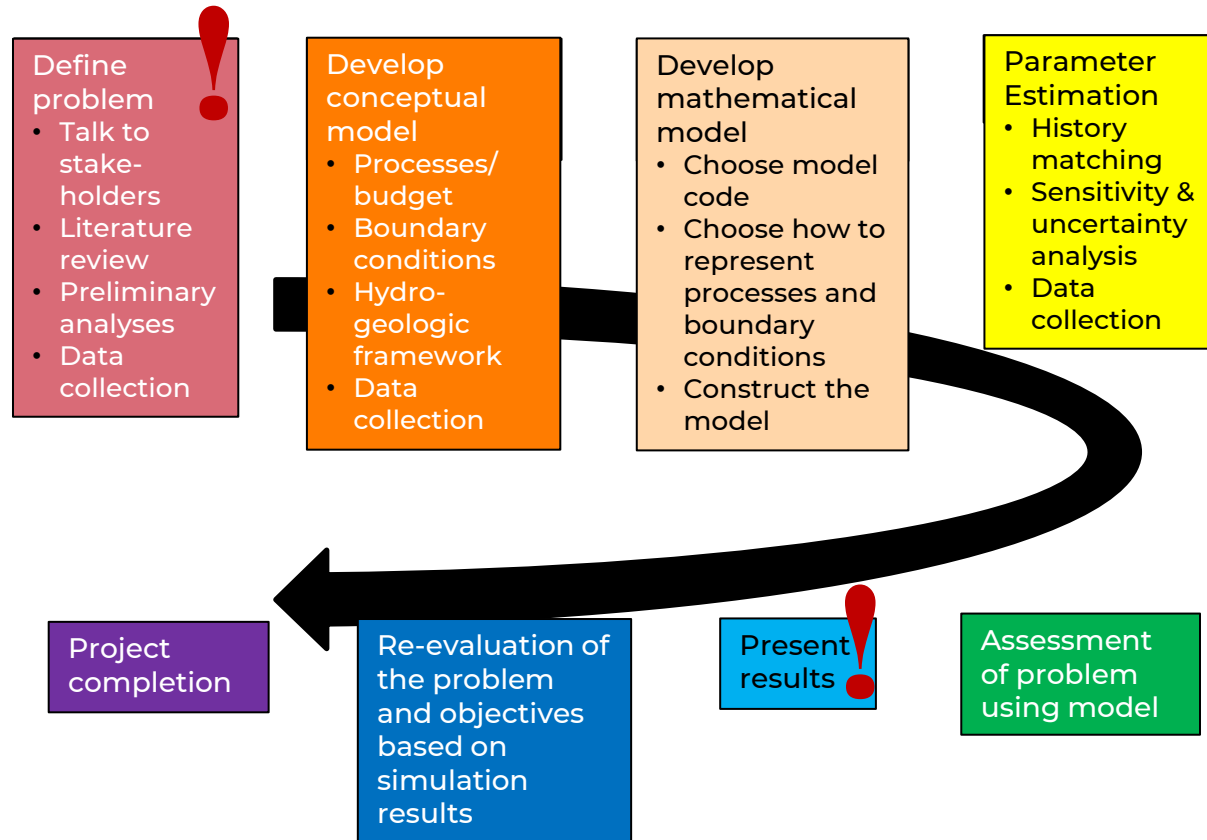 Define
problem
• Talk to
stake-
holders
• Literature
review
• Preliminary
analyses
• Data
collection
Develop
conceptual
model
• Processes/
budget
• Boundary
conditions
• Hydro-
geologic
framework
• Data
collection
Develop
mathematical
model
• Choose model
code
• Choose how to
represent
processes and
boundary
conditions
• Construct the
model
Parameter
Estimation
• History
matching
• Sensitivity &
uncertainty
analysis
• Data
collection
Project
completion
Re-evaluation of
the problem
and objectives
based on
simulation
results
Present
results
Assessment
of problem
using model
!
!